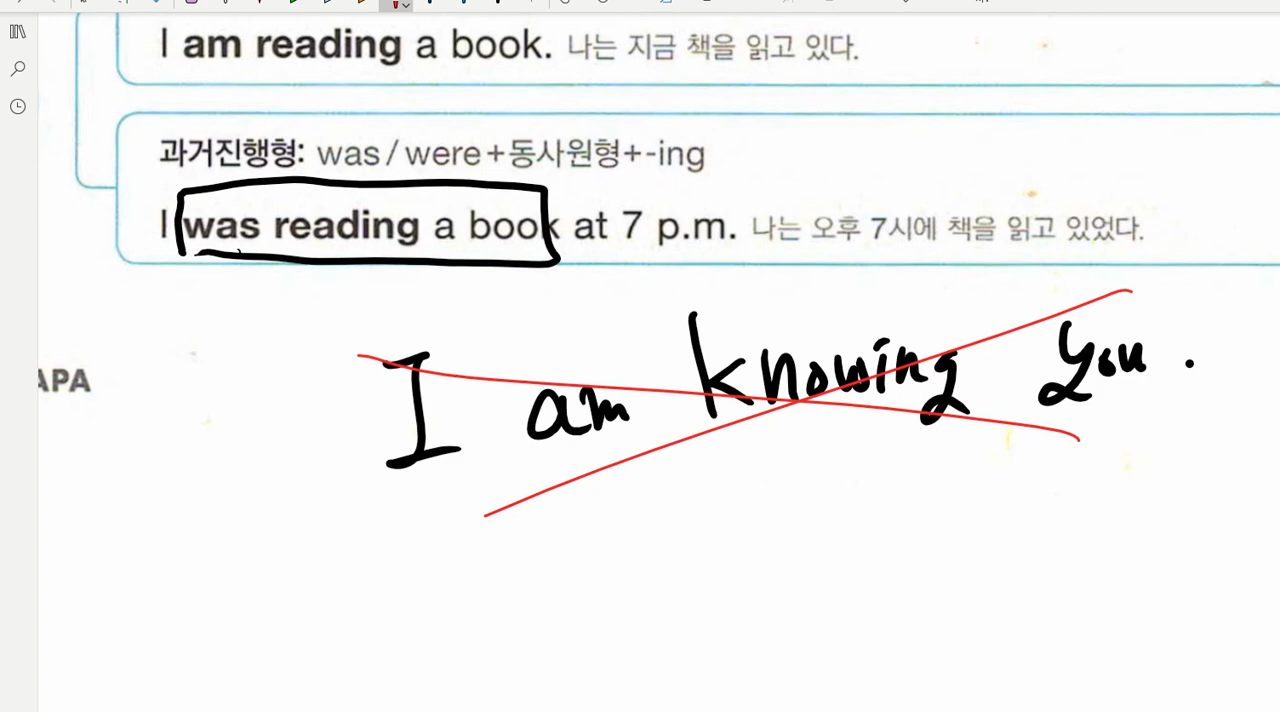 I am reading a book. 나는 지금 책을 읽고 있다.
과거진행형: was / were+동사원형+-ing
I was reading a book at 7 p.m. 나는 오후 7시에 책을 읽고 있었다.
APA
I am knowing you.